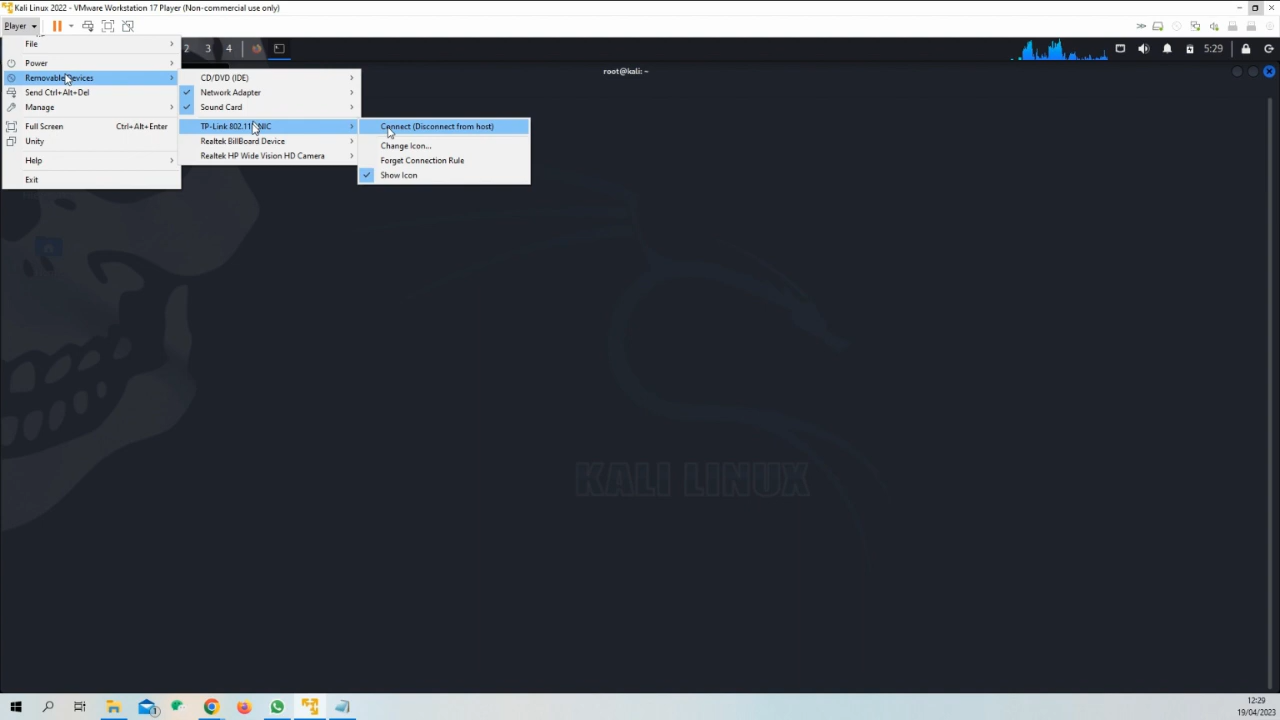 Kali Linux 2022 - VMware Workstation 17 Player (Non-commercial use only)
Player
File
Power
Removable Devices
Send Ctrl+Alt+Del
Manage
Full Screen Ctrl+Alt+Enter
Unity
Help
Exit
CD/DVD (IDE)
Network Adapter
Sound Card
TP-Link 802.11 NIC
Realtek BillBoard Device
Realtek HP Wide Vision HD Camera
Connect (Disconnect from host)
Change Icon...
Forget Connection Rule
Show Icon
2 3 4
5:29
root@kali: ~
KALI LINUX
12:29
19/04/2023